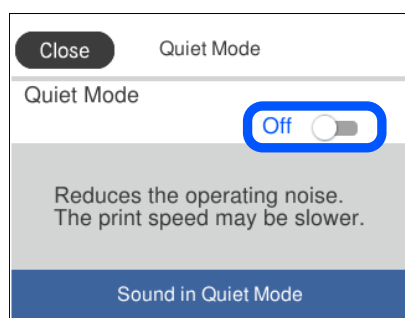 Close Quiet Mode
Quiet Mode
Off
Reduces the operating noise.
The print speed may be slower.
Sound in Quiet Mode